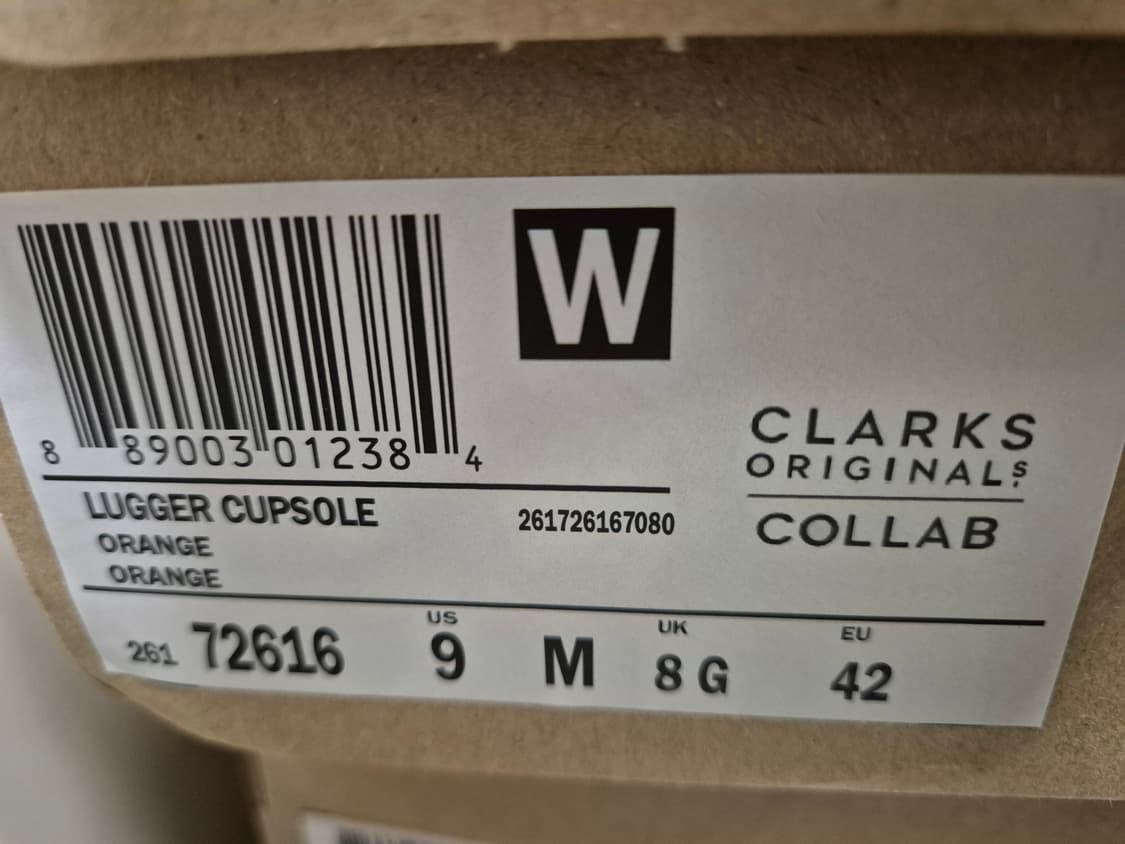 W
8 89003 01238 4
CLARKS
ORIGINALS.
COLLAB
LUGGER CUPSOLE
261726167080
ORANGE
ORANGE
261 72616
US
9
M
UK
8 G
EU
42